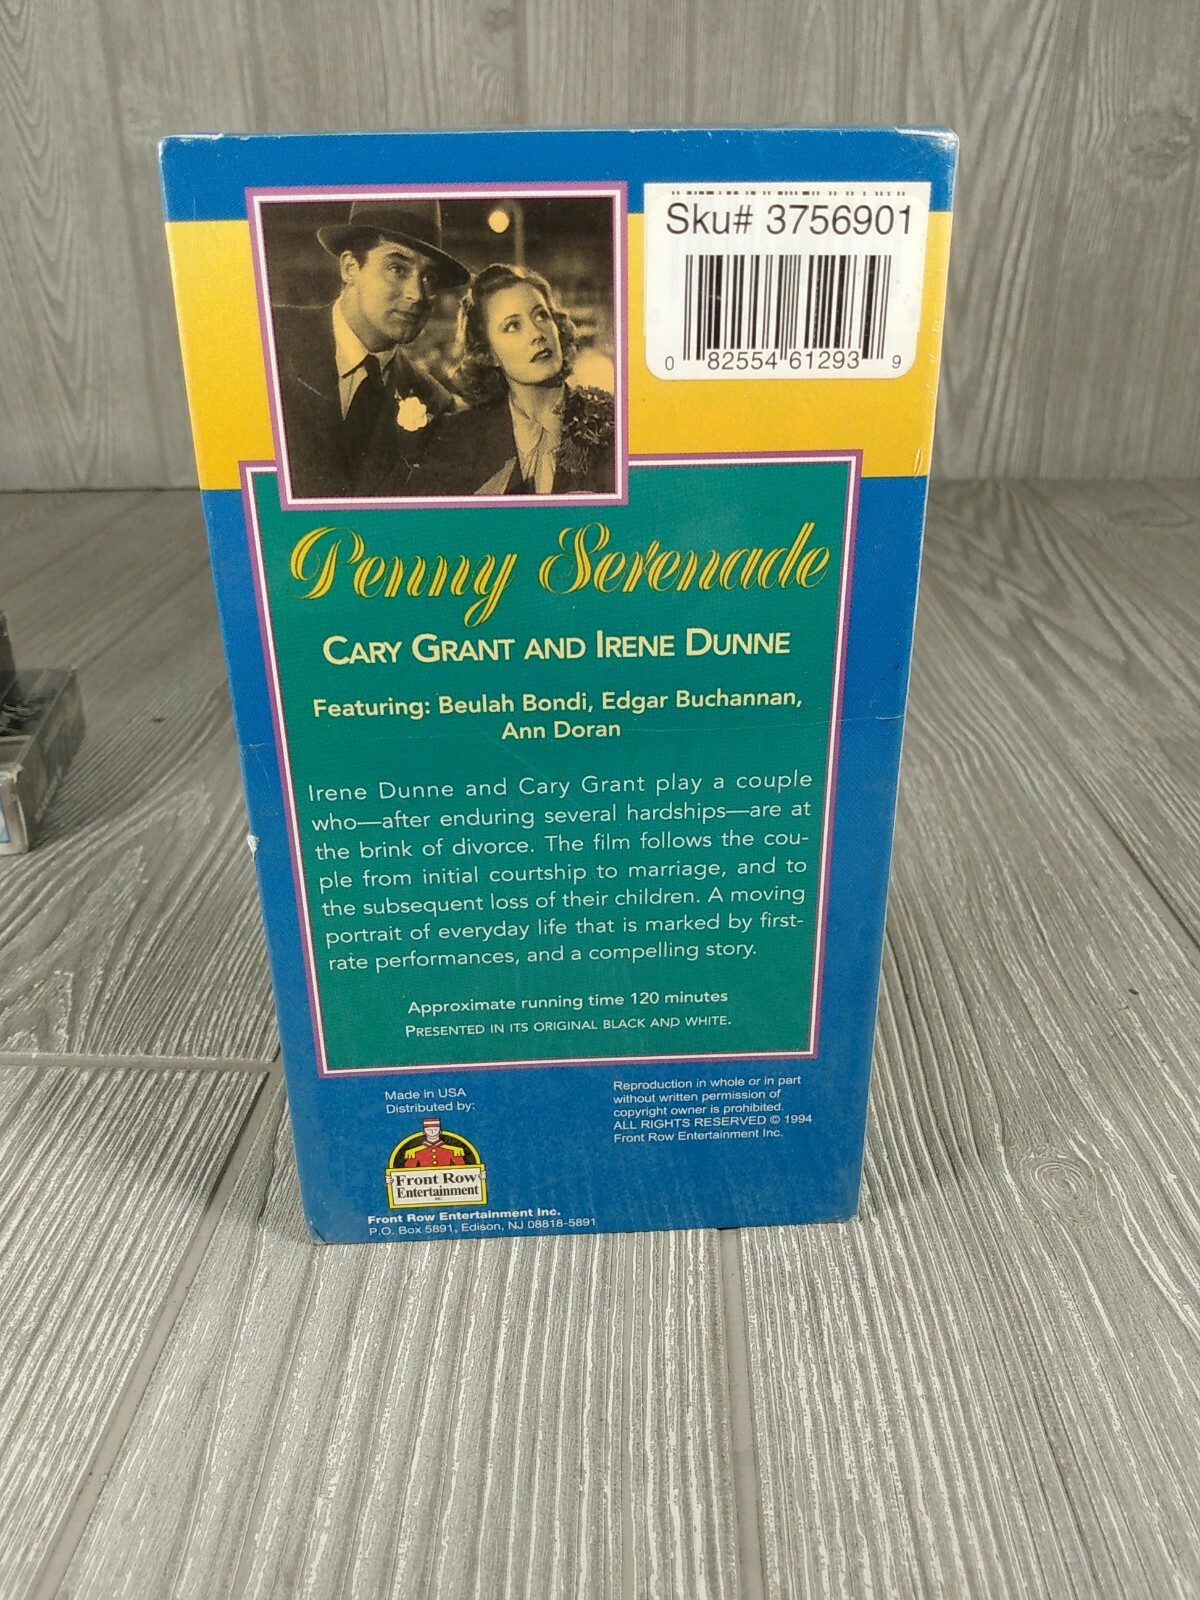 Sku# 3756901
0 82554 61293 9
Penny Serenade
CARY GRANT AND IRENE DUNNE
Featuring: Beulah Bondi, Edgar Buchannan,
Ann Doran
Irene Dunne and Cary Grant play a couple
who—after enduring several hardships—are at
the brink of divorce. The film follows the cou-
ple from initial courtship to marriage, and to
the subsequent loss of their children. A moving
portrait of everyday life that is marked by first-
rate performances, and a compelling story.
Approximate running time 120 minutes
PRESENTED IN ITS ORIGINAL BLACK AND WHITE.
Made in USA
Distributed by:
Front Row
Entertainment
Front Row Entertainment Inc.
P.O. Box 5891, Edison, NJ 08818-5891
Reproduction in whole or in part
without written permission of
copyright owner is prohibited.
ALL RIGHTS RESERVED © 1994
Front Row Entertainment Inc.